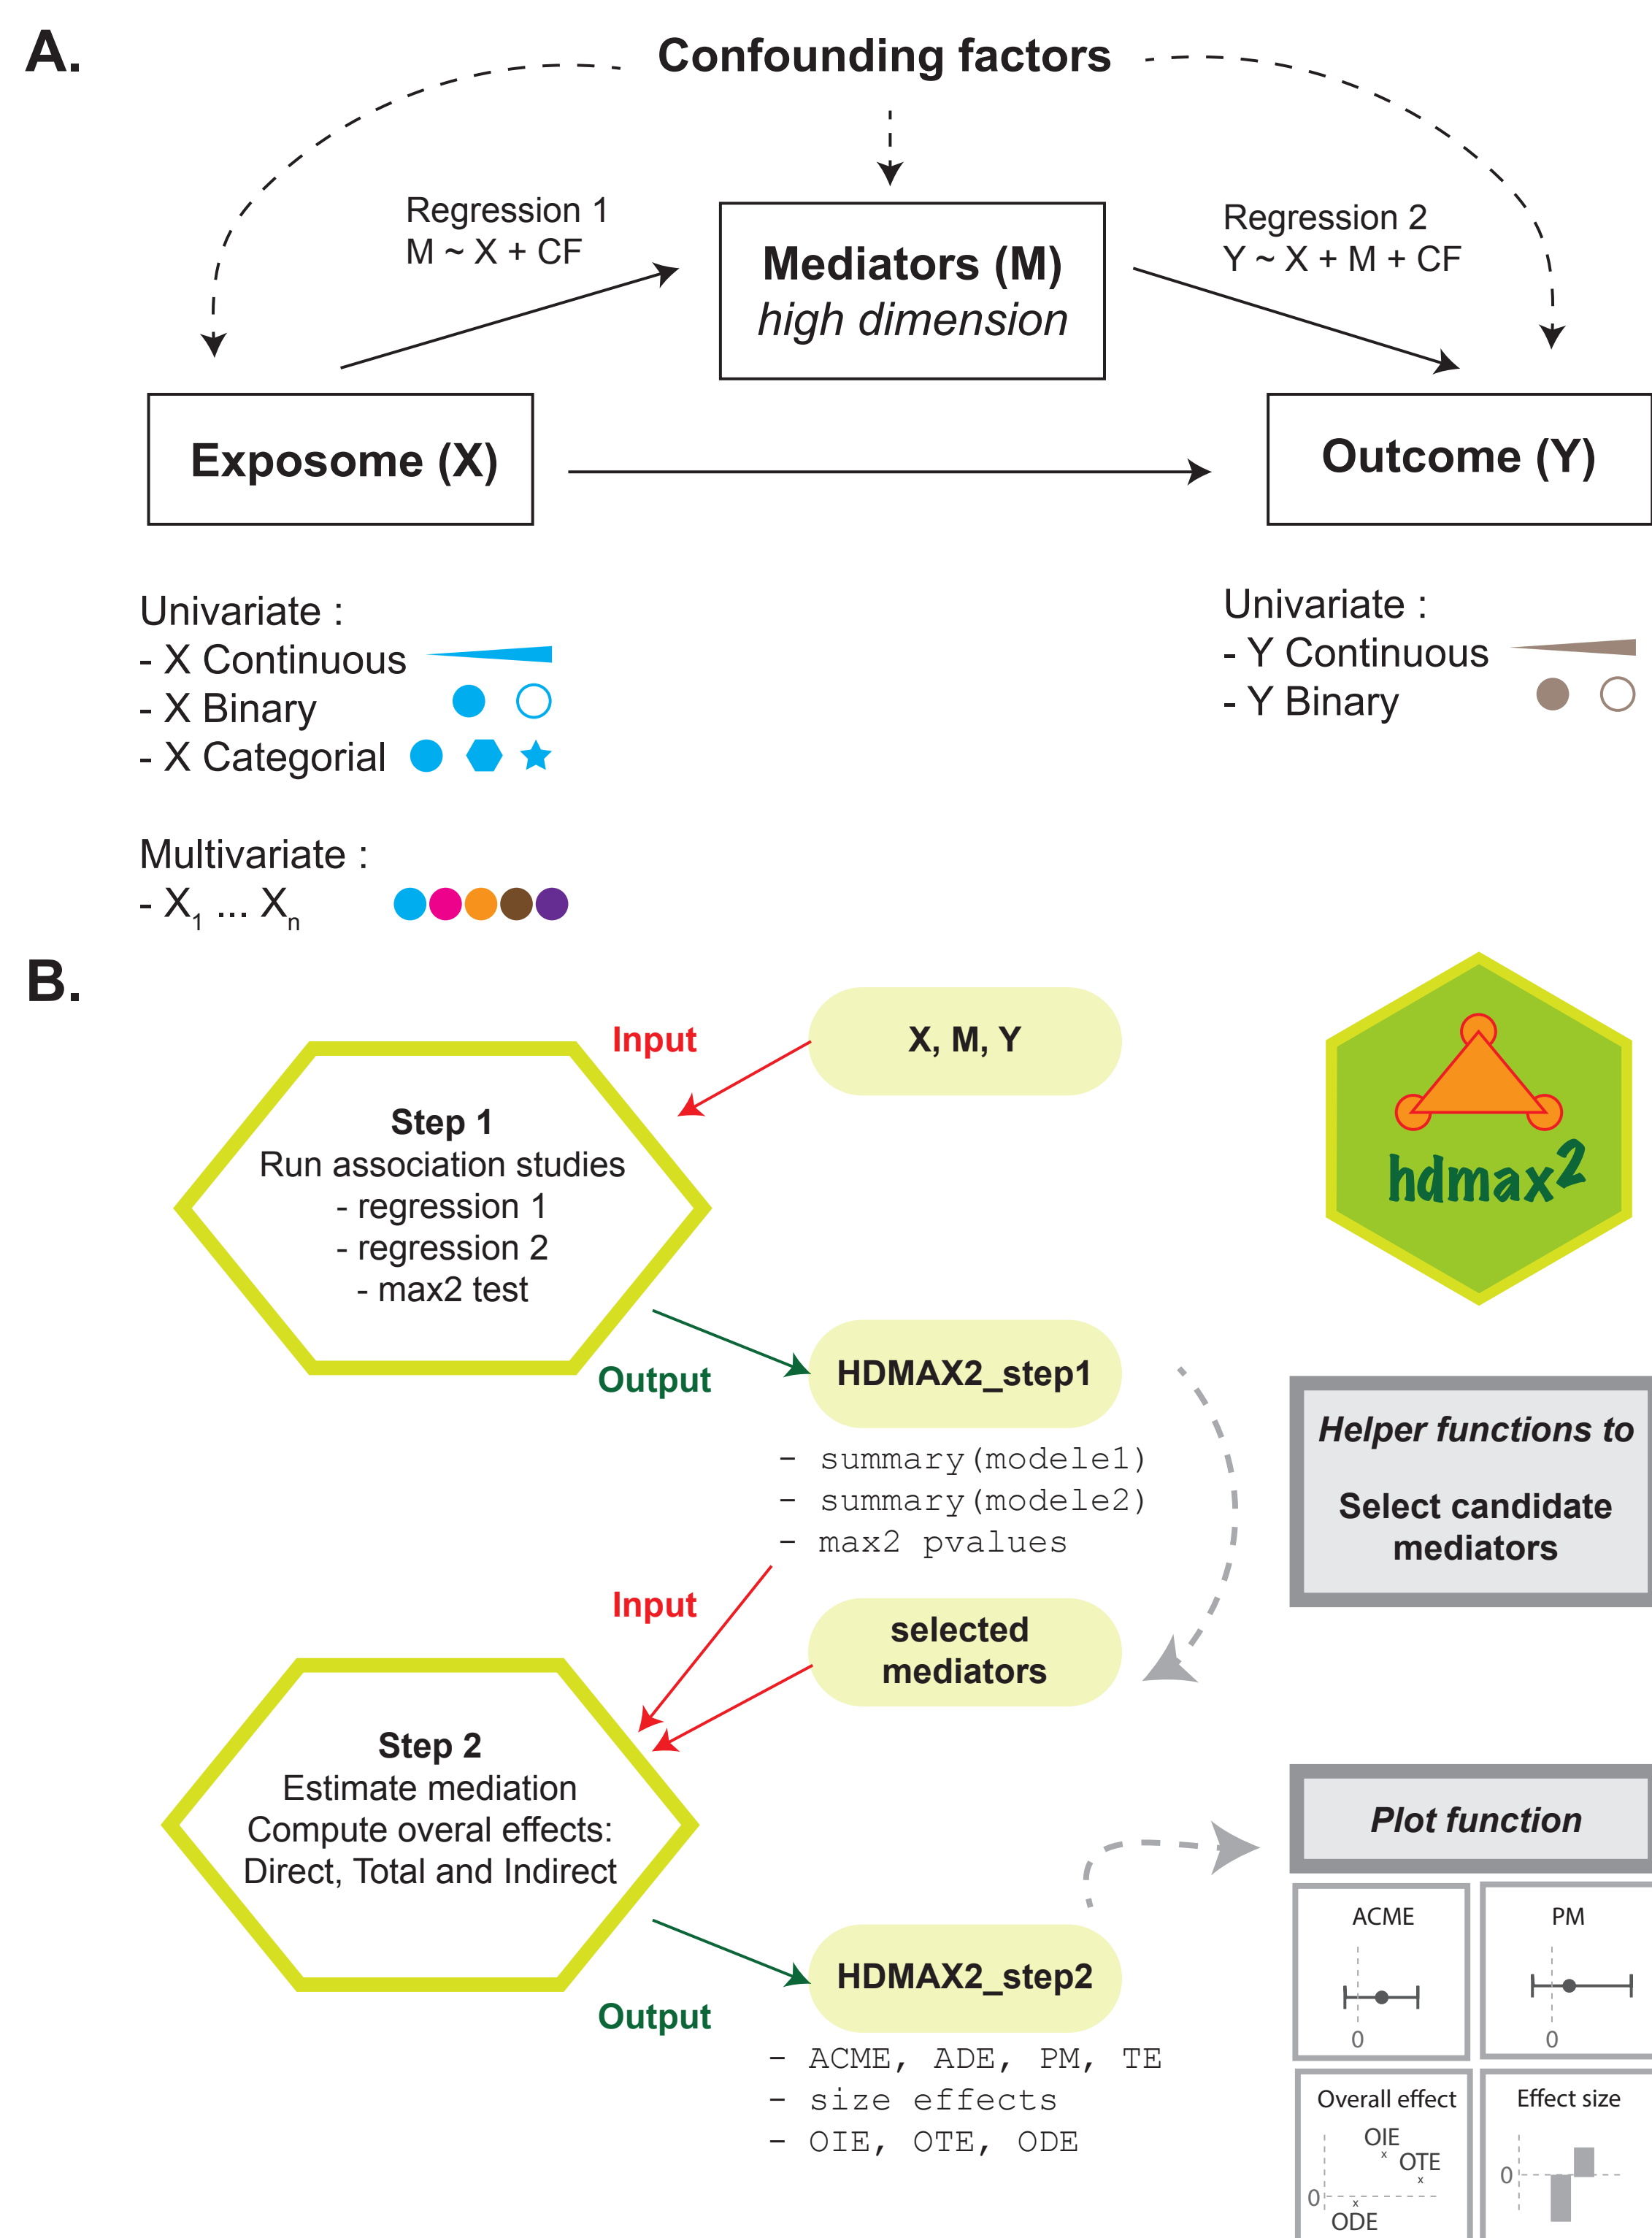 A.
Confounding factors
Regression 1
M ~ X + CF
Mediators (M)
high dimension
Regression 2
Y ~ X + M + CF
Exposome (X)
Outcome (Y)
Univariate :
- X Continuous
- X Binary
- X Categorial
Multivariate :
- X1 ... Xn
Univariate :
- Y Continuous
- Y Binary
B.
Input
X, M, Y
Step 1
Run association studies
- regression 1
- regression 2
- max2 test
hdmax2
Output
HDMAX2_step1
- summary(modele1)
- summary(modele2)
- max2 pvalues
Helper functions to
Select candidate
mediators
Input
selected
mediators
Step 2
Estimate mediation
Compute overal effects:
Direct, Total and Indirect
Plot function
Output
HDMAX2_step2
- ACME, ADE, PM, TE
- size effects
- OIE, OTE, ODE
ACME
0
PM
0
Overall effect
OIE
x
OTE
x
0
x
ODE
Effect size
0